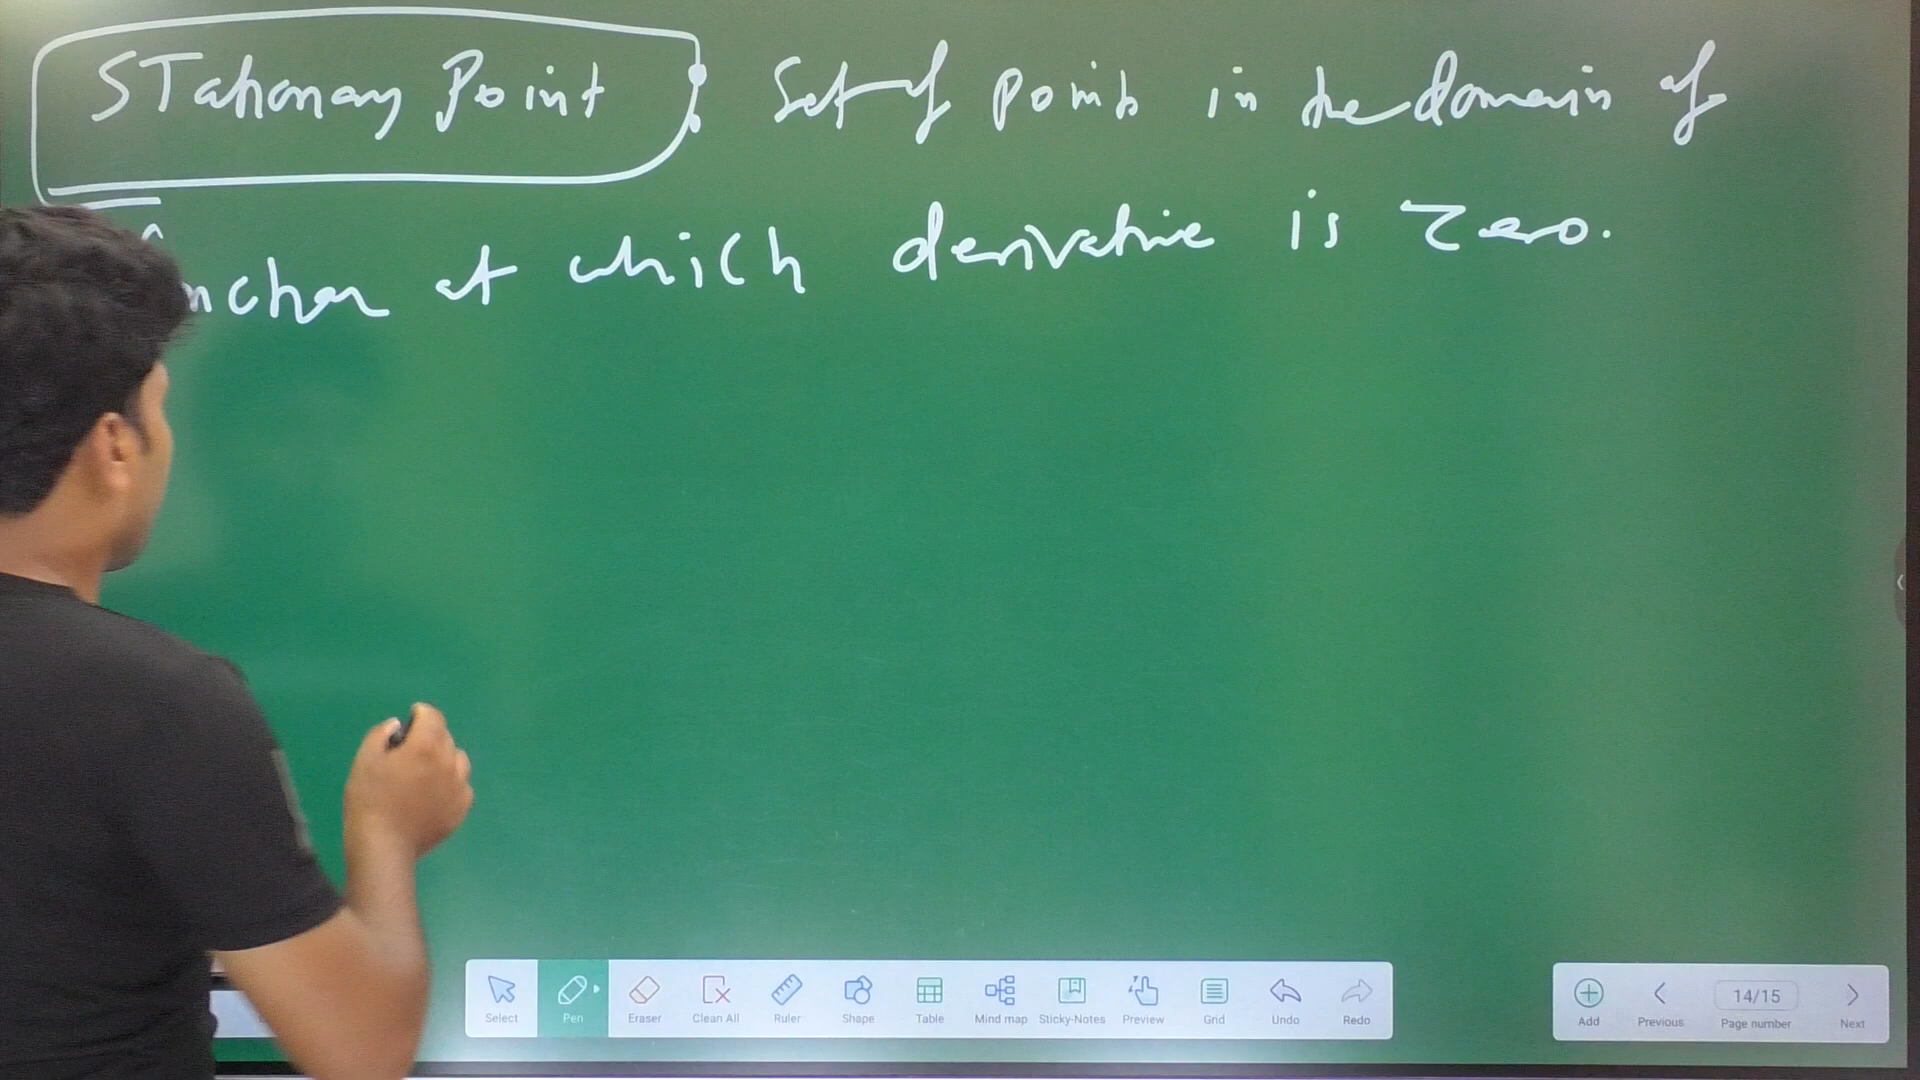 STationary Point : Set of points in the domain of
function at which derivative is zero.
Select Pen Eraser Clean All Ruler Shape Table Mind map Sticky-Notes Preview Grid Undo Redo
14/15
Add Previous Page number Next